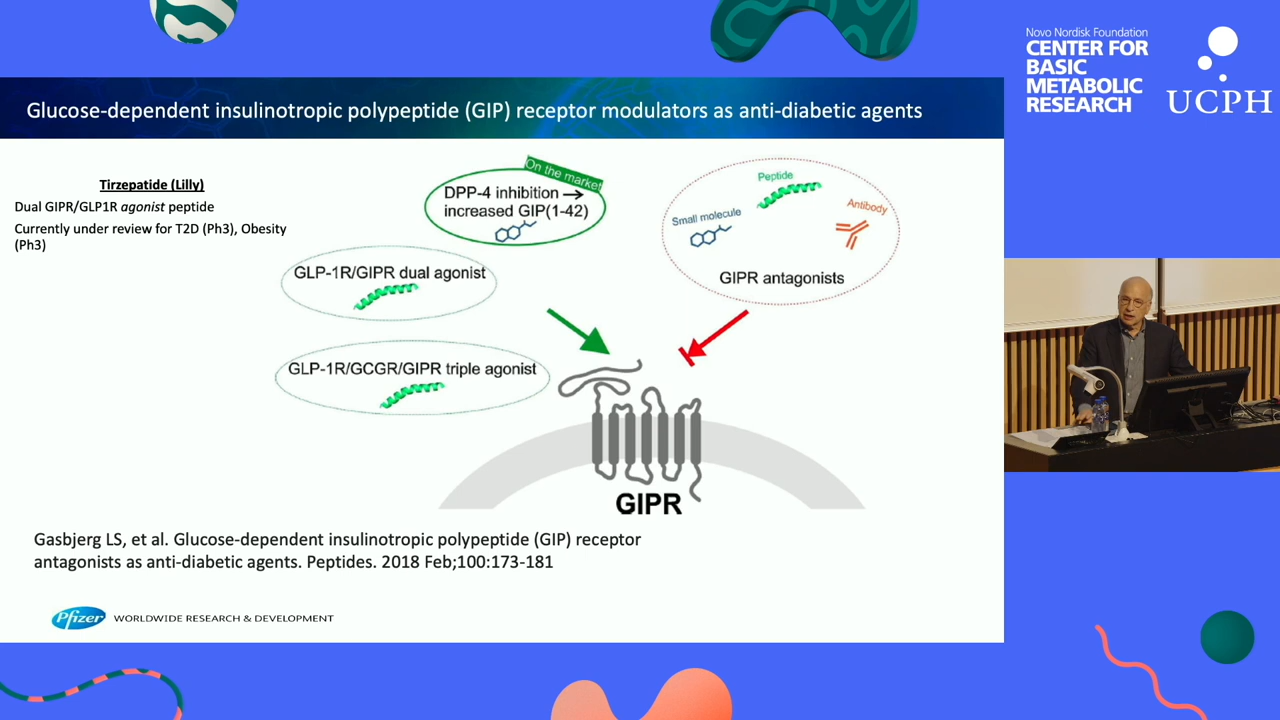 Novo Nordisk Foundation
CENTER FOR
BASIC
METABOLIC
RESEARCH
UCPH
Glucose-dependent insulinotropic polypeptide (GIP) receptor modulators as anti-diabetic agents
Tirzepatide (Lilly)
Dual GIPR/GLP1R agonist peptide
Currently under review for T2D (Ph3), Obesity
(Ph3)
On the market
DPP-4 inhibition →
increased GIP(1-42)
GLP-1R/GIPR dual agonist
GLP-1R/GCGR/GIPR triple agonist
Peptide
Small molecule
Antibody
GIPR antagonists
GIPR
Gasbjerg LS, et al. Glucose-dependent insulinotropic polypeptide (GIP) receptor
antagonists as anti-diabetic agents. Peptides. 2018 Feb;100:173-181
Pfizer
WORLDWIDE RESEARCH & DEVELOPMENT